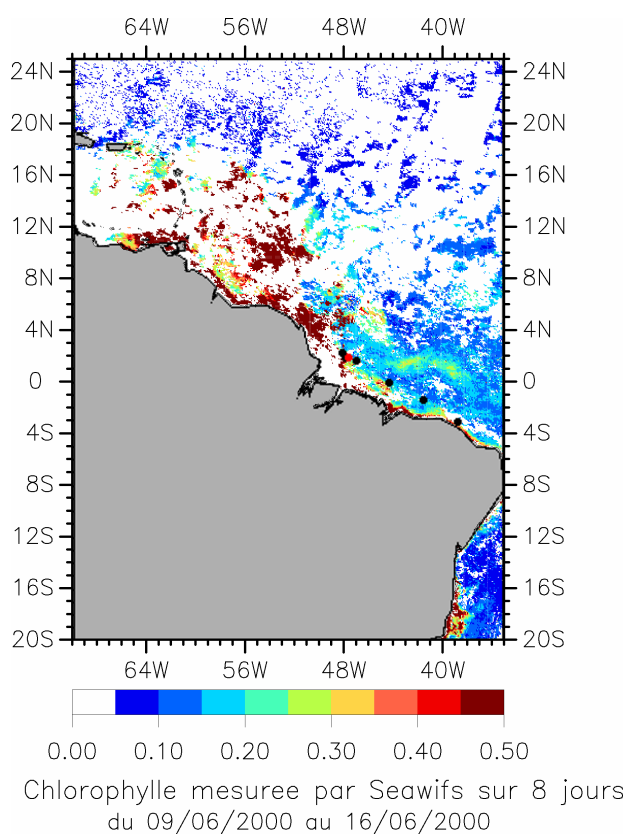 64W 56W 48W 40W
24N 24N
20N 20N
16N 16N
12N 12N
8N 8N
4N 4N
0 0
4S 4S
8S 8S
12S 12S
16S 16S
20S 20S
64W 56W 48W 40W
0.00 0.10 0.20 0.30 0.40 0.50
Chlorophylle mesuree par Seawifs sur 8 jours
du 09/06/2000 au 16/06/2000